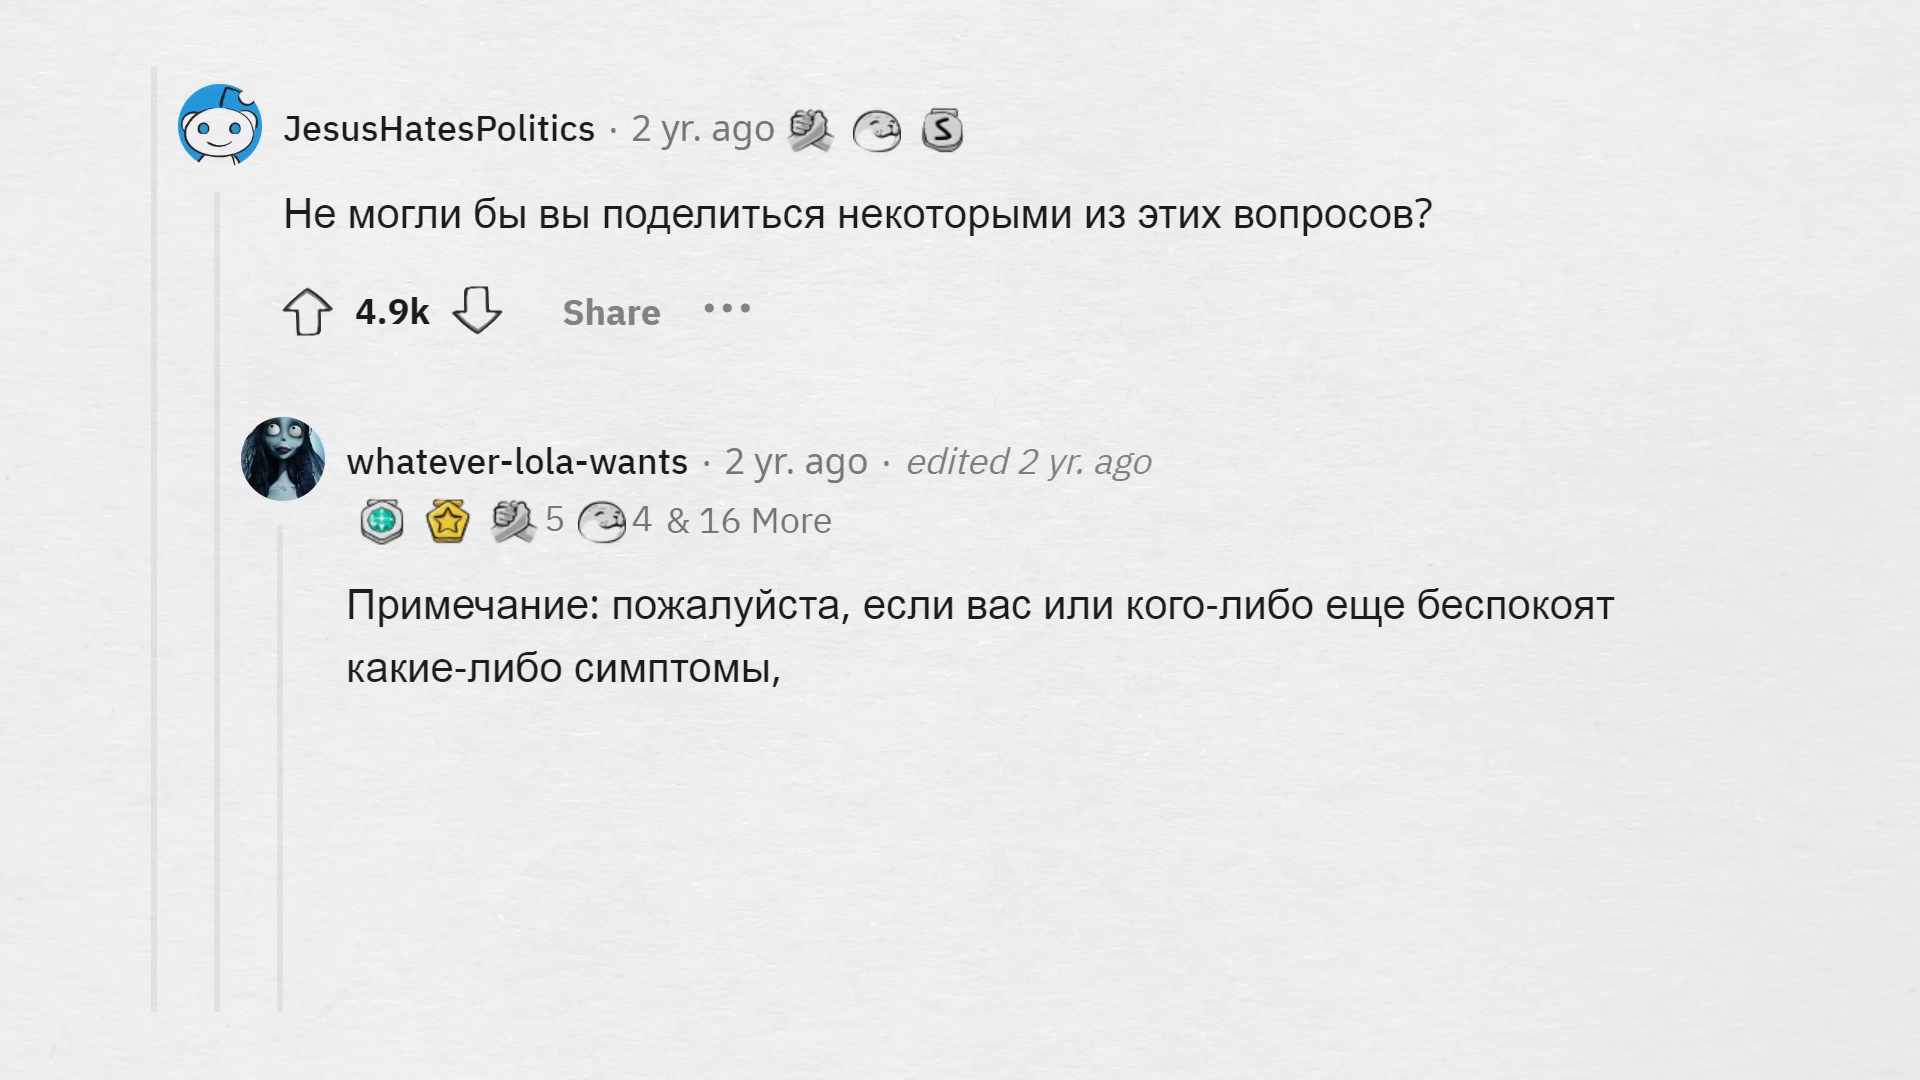 JesusHatesPolitics · 2 yr. ago
Не могли бы вы поделиться некоторыми из этих вопросов?
4.9k Share •••
whatever-lola-wants · 2 yr. ago · edited 2 yr. ago
5 4 & 16 More
Примечание: пожалуйста, если вас или кого-либо еще беспокоят
какие-либо симптомы,